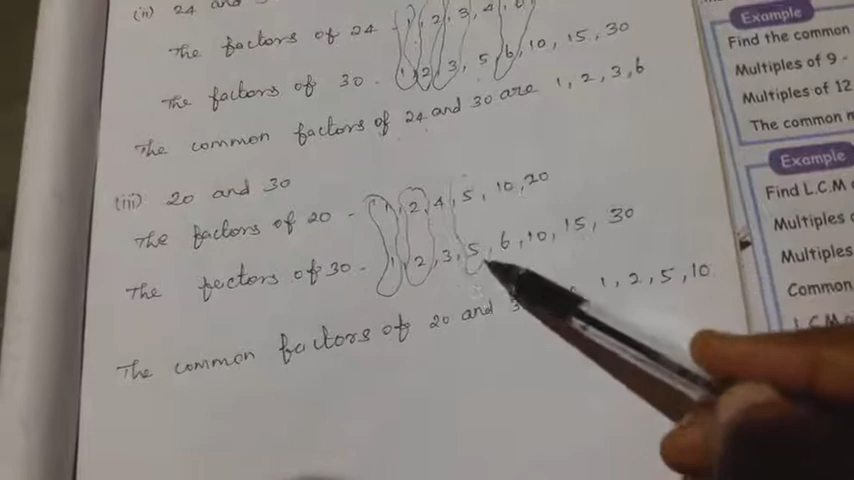 (ii) 24 and
The factors of 24 - 1, 2, 3, 4, 6,
The factors of 30 - 1, 2, 3, 5, 6, 10, 15, 30
The common factors of 24 and 30 are 1, 2, 3, 6
(iii) 20 and 30
The factors of 20 - 1, 2, 4, 5, 10, 20
The fectors of 30 - 1, 2, 3, 5, 6, 10, 15, 30
The common factors of 20 and 1, 2, 5, 10
Example
Find the common
Multiples of 9 -
Multiples of 12
The common
Example
Find L.C.M
Multiples of
Multiples of
Common
L.C.M